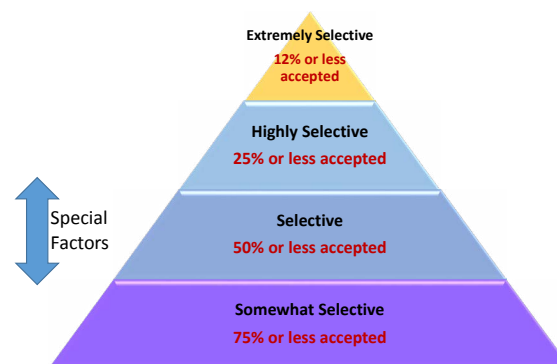 Extremely Selective
12% or less
accepted
Highly Selective
25% or less accepted
Special
Factors
Selective
50% or less accepted
Somewhat Selective
75% or less accepted